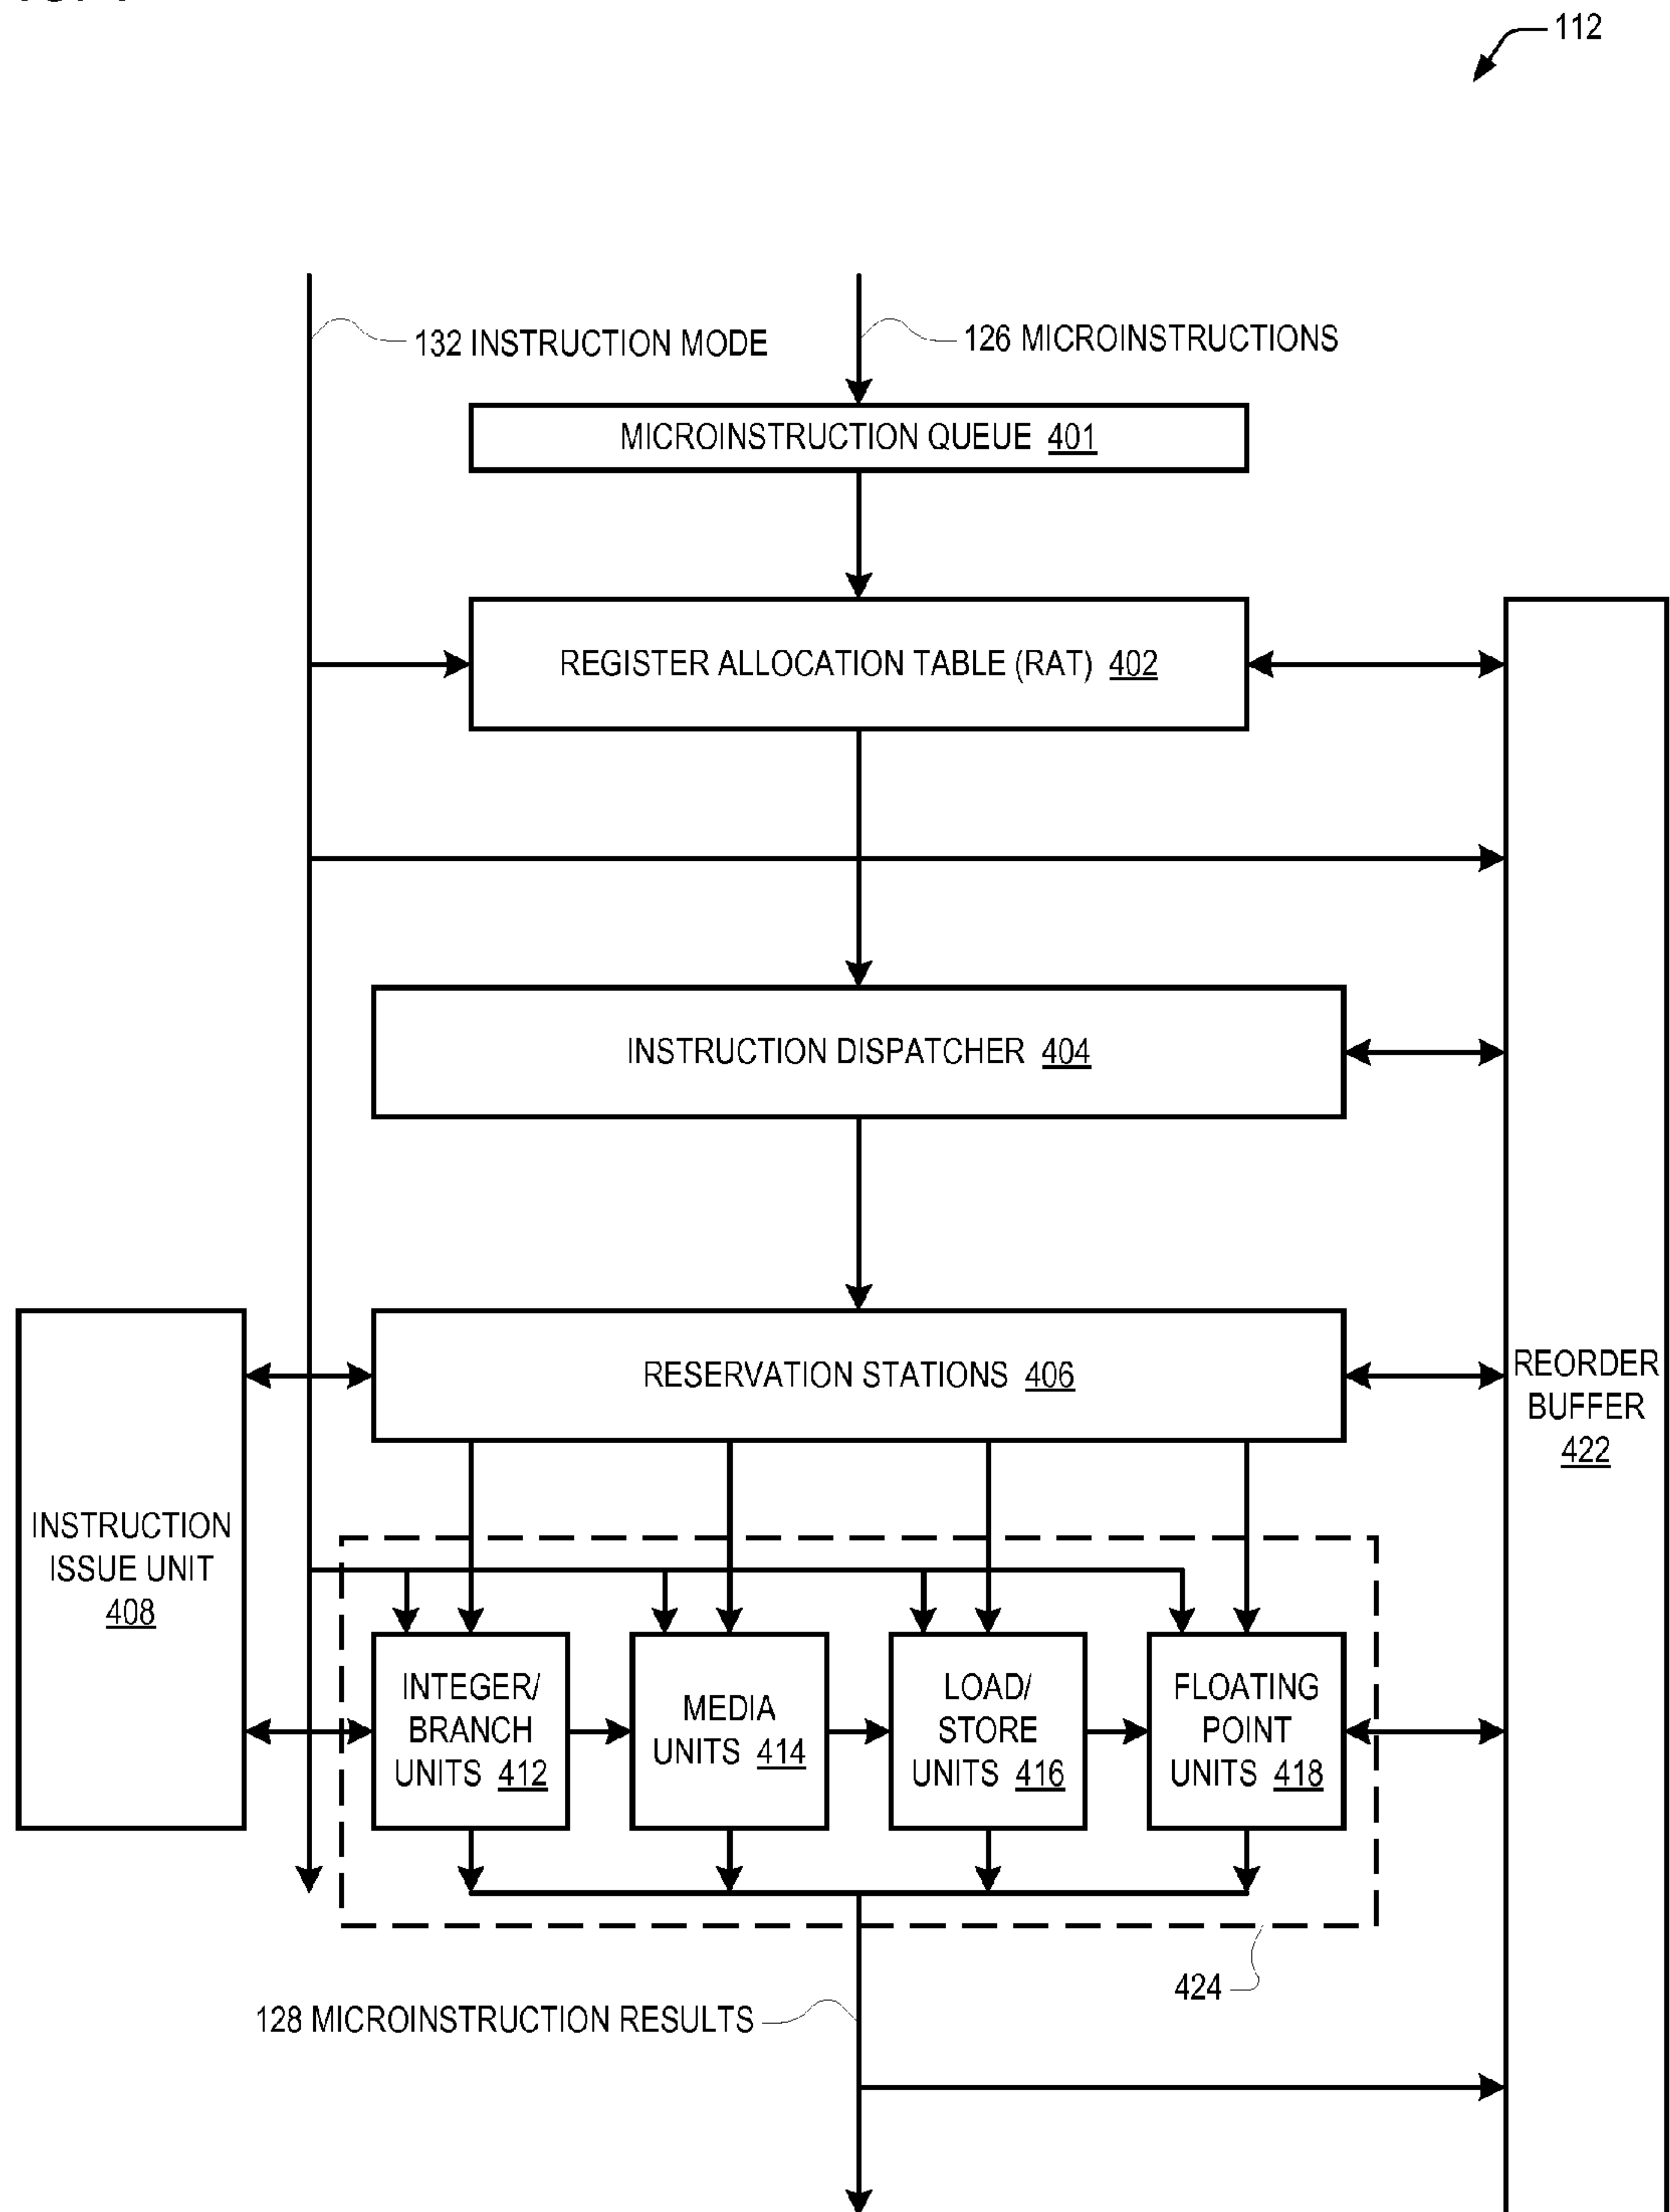 112
132 INSTRUCTION MODE
126 MICROINSTRUCTIONS
MICROINSTRUCTION QUEUE 401
REGISTER ALLOCATION TABLE (RAT) 402
INSTRUCTION DISPATCHER 404
RESERVATION STATIONS 406
REORDER
BUFFER
422
INSTRUCTION
ISSUE UNIT
408
INTEGER/
BRANCH
UNITS 412
MEDIA
UNITS 414
LOAD/
STORE
UNITS 416
FLOATING
POINT
UNITS 418
424
128 MICROINSTRUCTION RESULTS